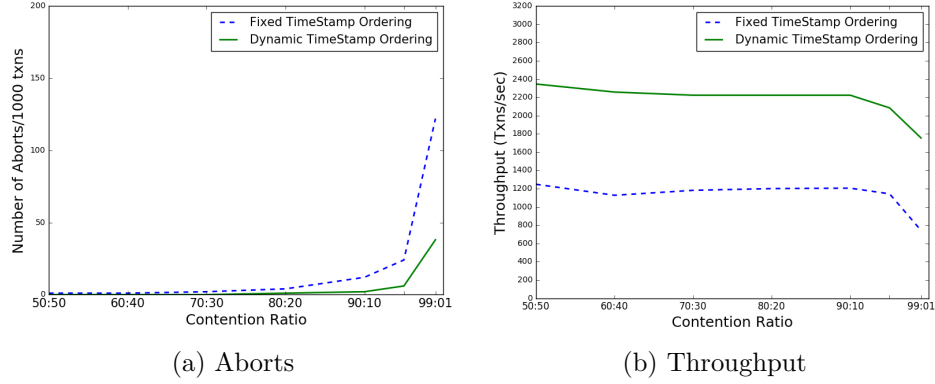 200
150
100
50
0
Number of Aborts/1000 txns
Fixed TimeStamp Ordering
Dynamic TimeStamp Ordering
50:50 60:40 70:30 80:20 90:10 99:01
Contention Ratio
(a) Aborts
3200
3000
2800
2600
2400
2200
2000
1800
1600
1400
1200
1000
800
600
400
200
0
Throughput (Txns/sec)
Fixed TimeStamp Ordering
Dynamic TimeStamp Ordering
50:50 60:40 70:30 80:20 90:10 99:01
Contention Ratio
(b) Throughput